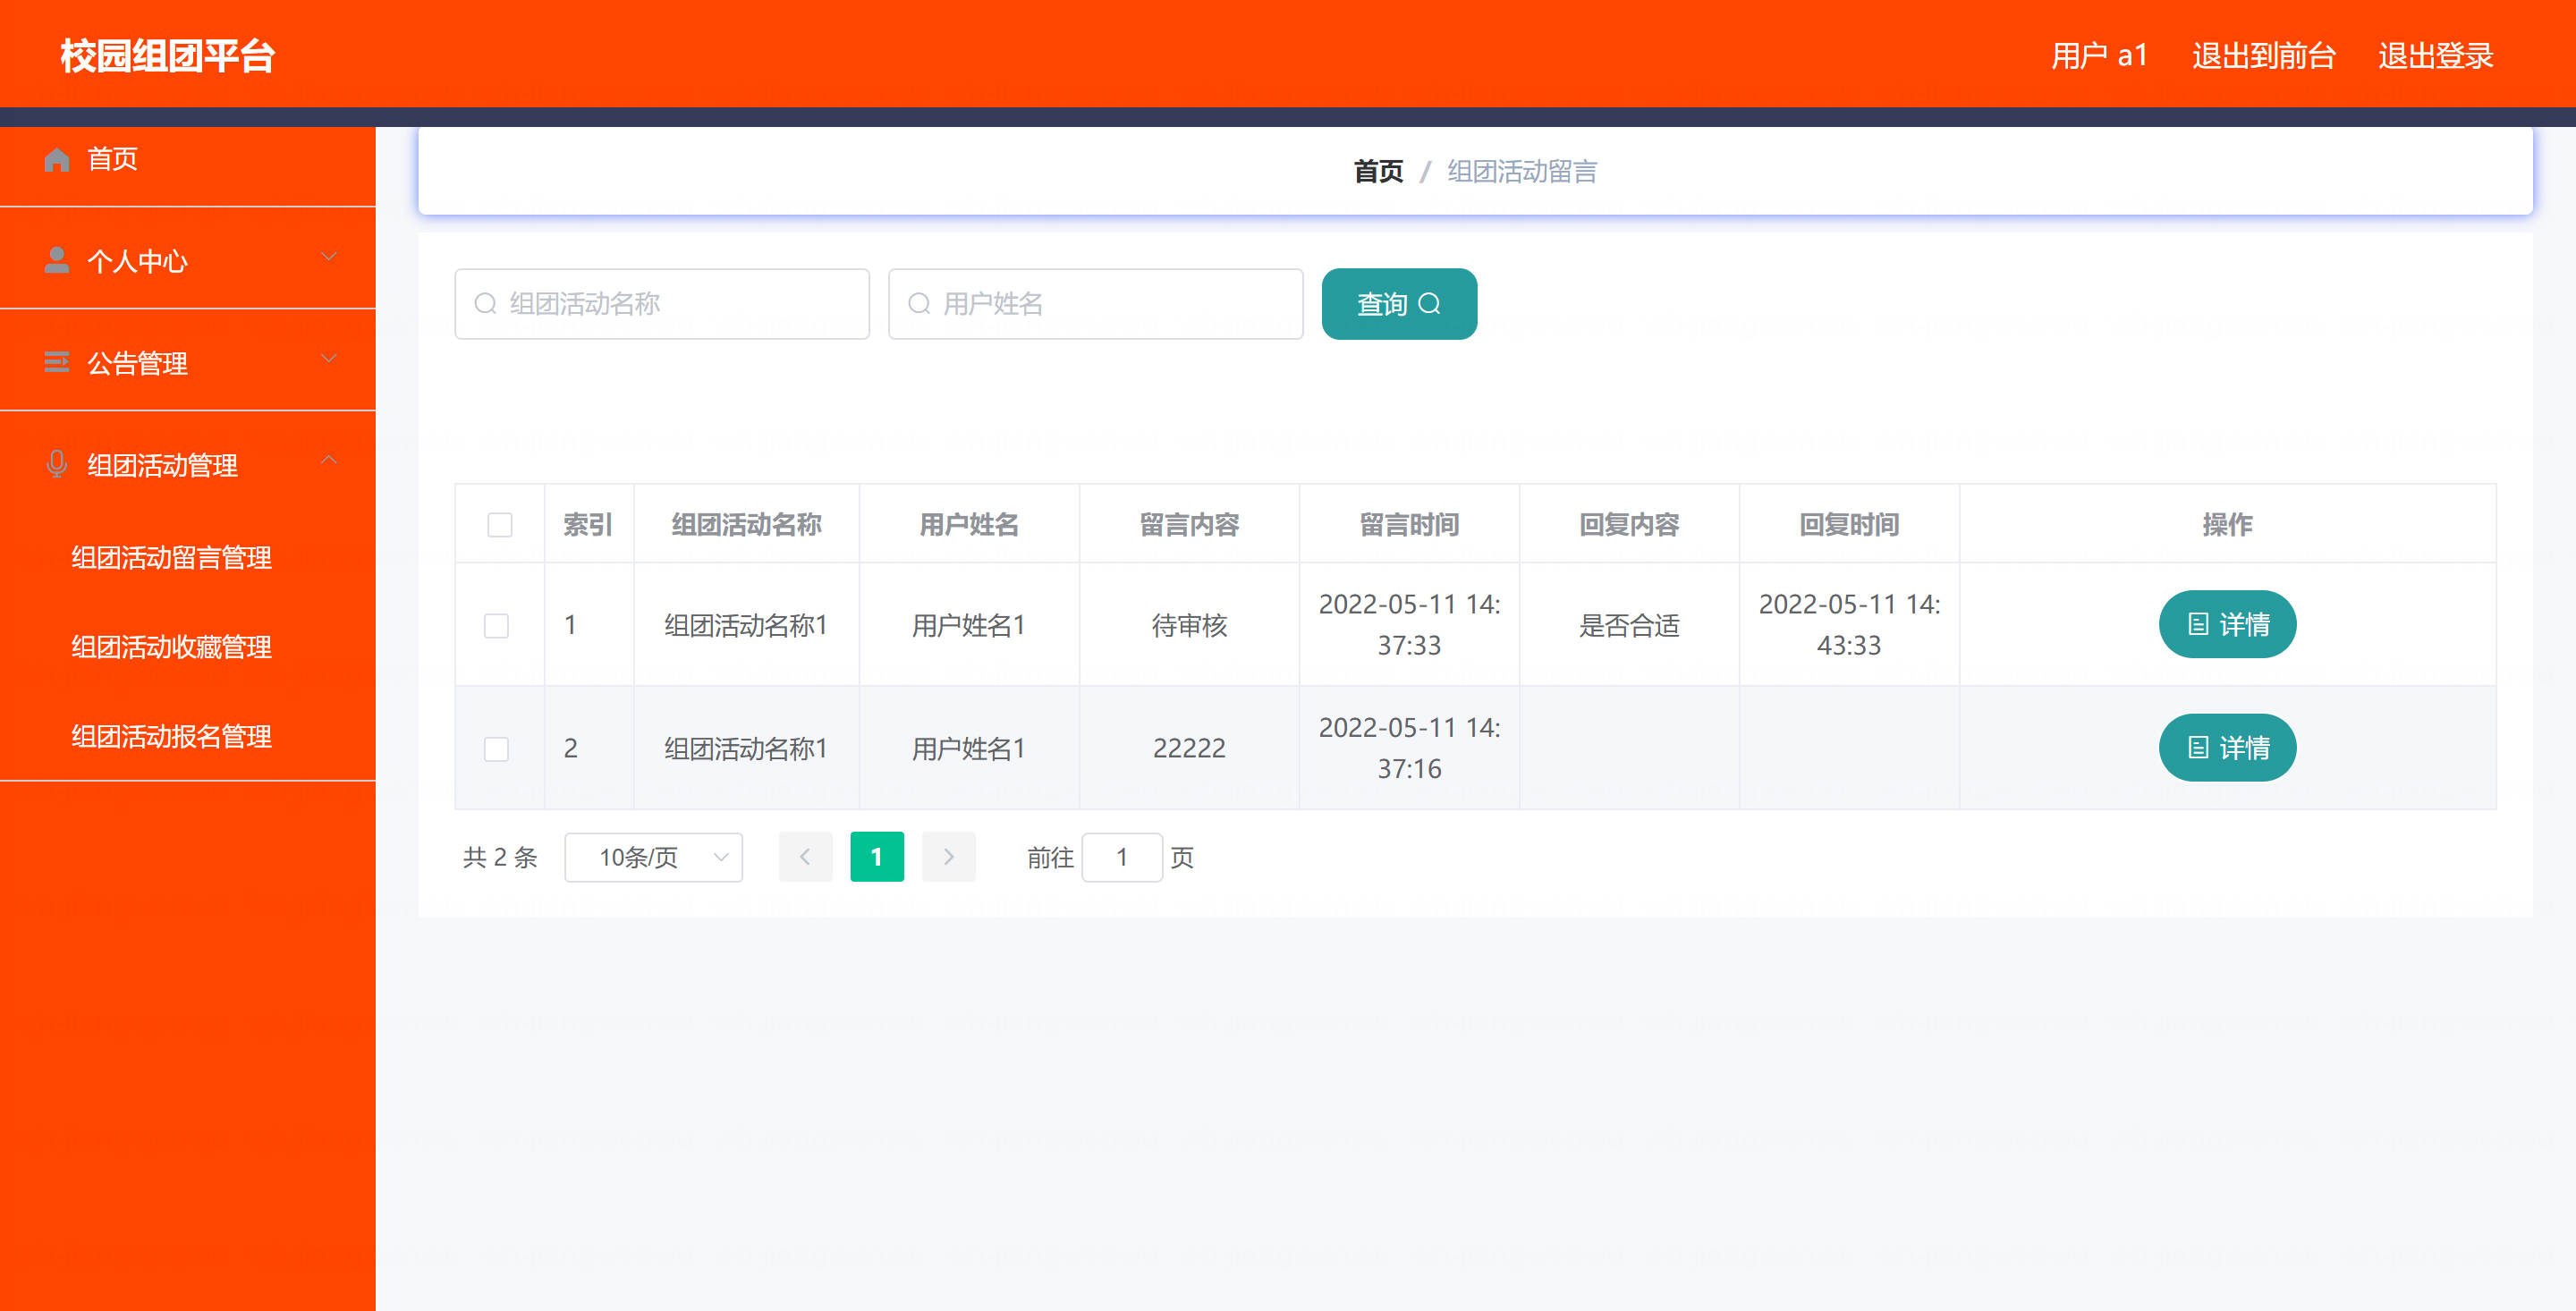 校园组团平台
用户 a1 退出到前台 退出登录
首页
个人中心
公告管理
组团活动管理
组团活动留言管理
组团活动收藏管理
组团活动报名管理
首页 / 组团活动留言
组团活动名称 用户姓名 查询
索引 组团活动名称 用户姓名 留言内容 留言时间 回复内容 回复时间 操作
1 组团活动名称1 用户姓名1 待审核 2022-05-11 14:37:33 是否合适 2022-05-11 14:43:33 详情
2 组团活动名称1 用户姓名1 22222 2022-05-11 14:37:16 详情
共 2 条 10条/页 1 前往 1 页